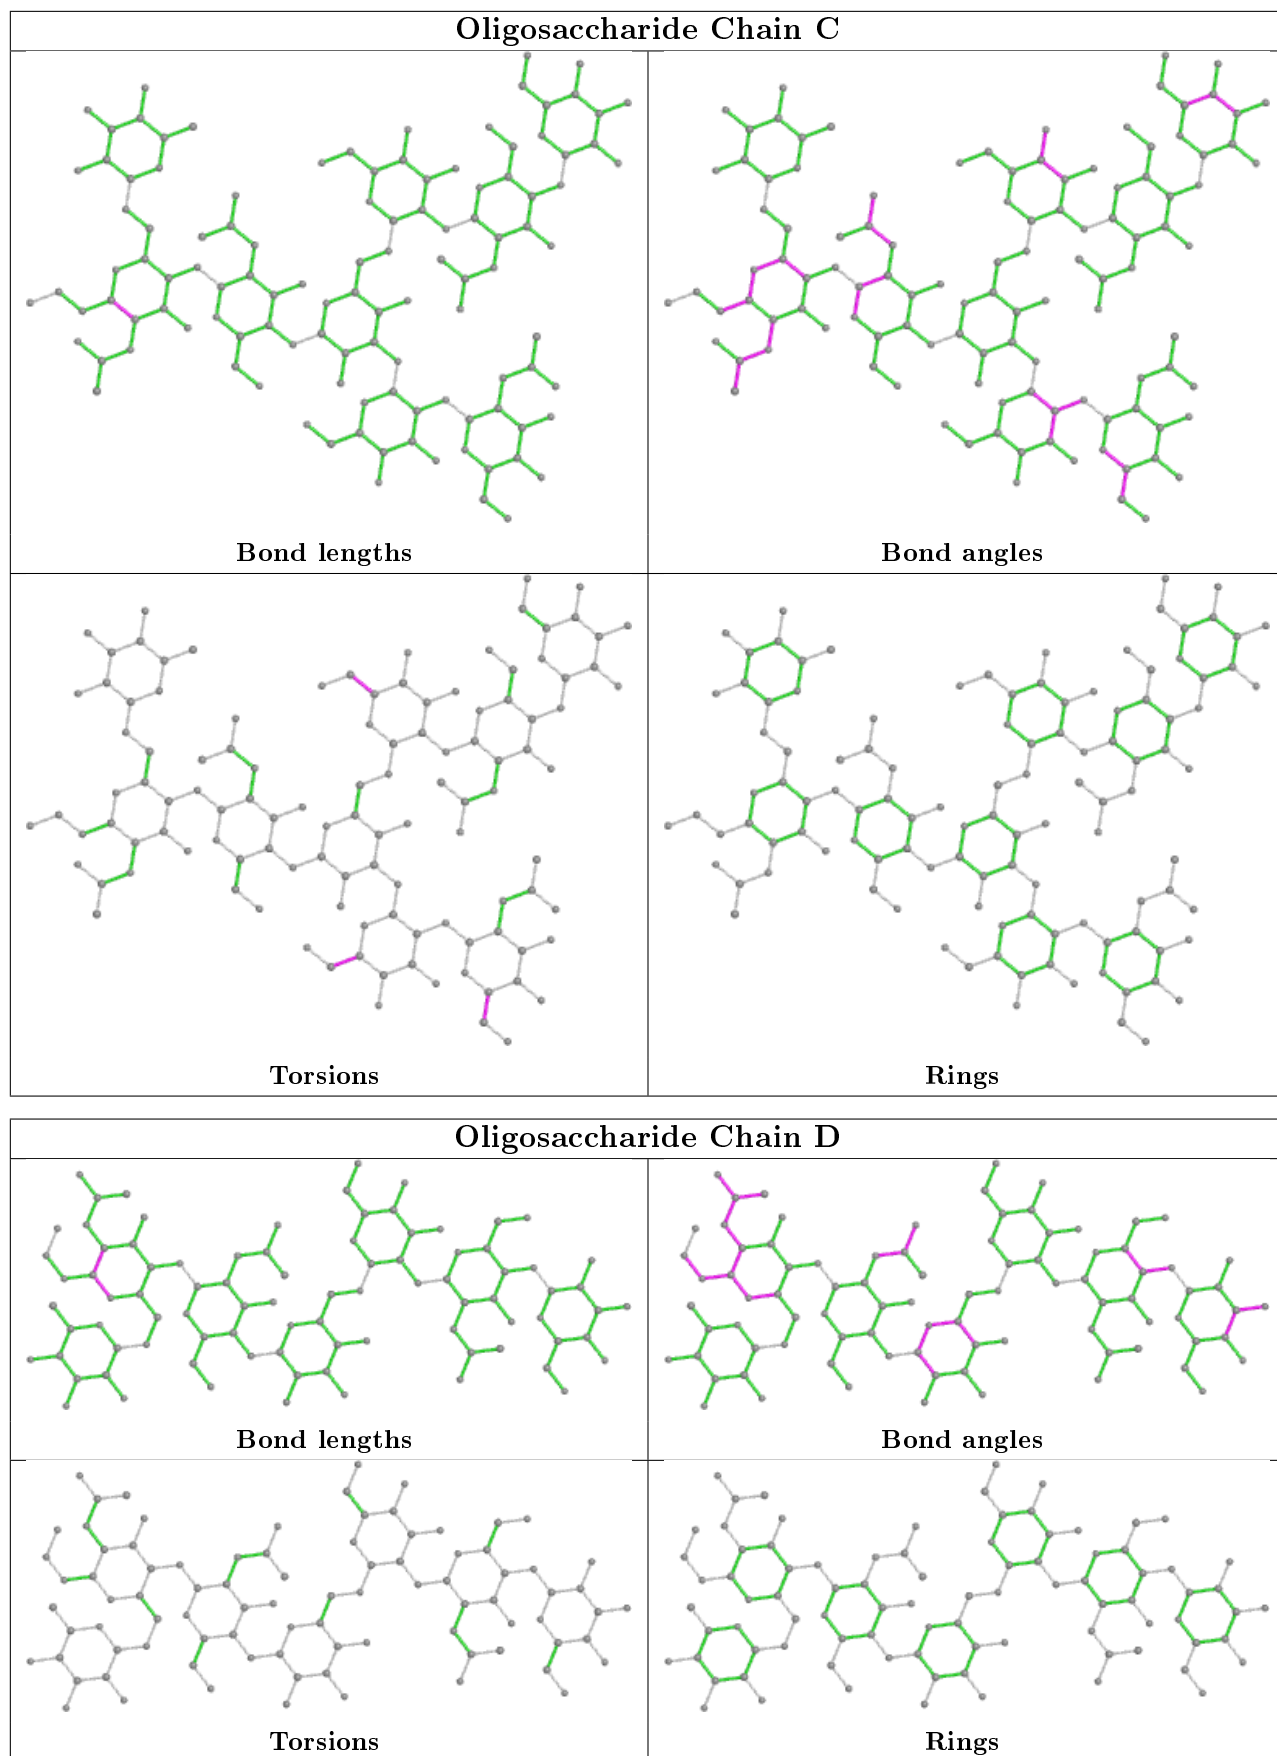 Oligosaccharide Chain C
Bond lengths
Bond angles
Torsions
Rings
Oligosaccharide Chain D
Bond lengths
Bond angles
Torsions
Rings